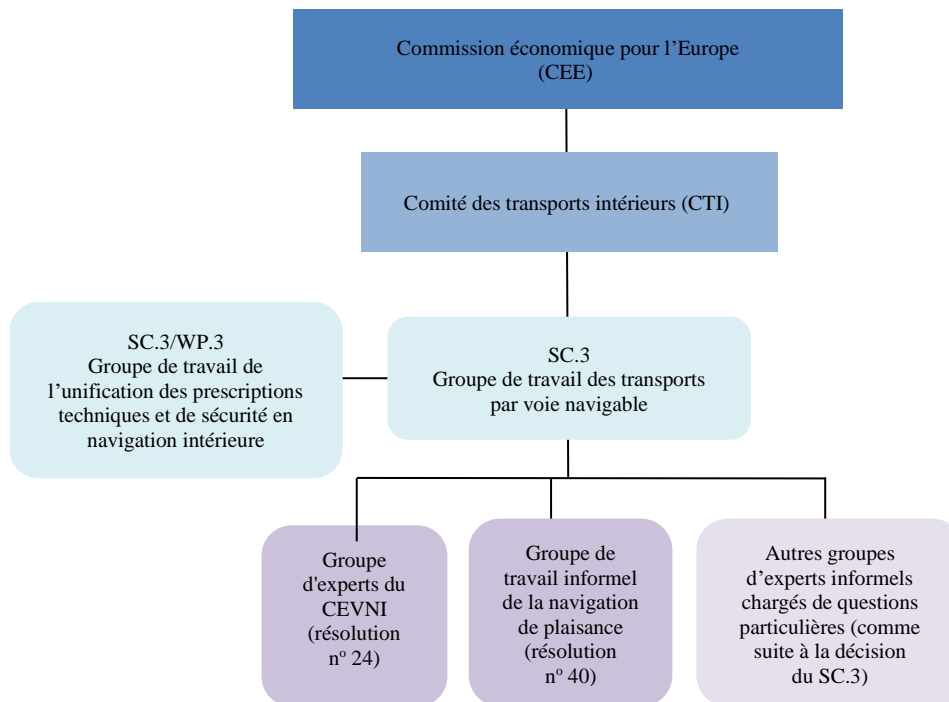 Commission économique pour l’Europe
(CEE)
Comité des transports intérieurs (CTI)
SC.3/WP.3
Groupe de travail de
l’unification des prescriptions
techniques et de sécurité en
navigation intérieure
SC.3
Groupe de travail des transports
par voie navigable
Groupe
d'experts du
CEVNI
(résolution
nº 24)
Groupe de
travail informel
de la navigation
de plaisance
(résolution
nº 40)
Autres groupes
d’experts informels
chargés de questions
particulières (comme
suite à la décision
du SC.3)